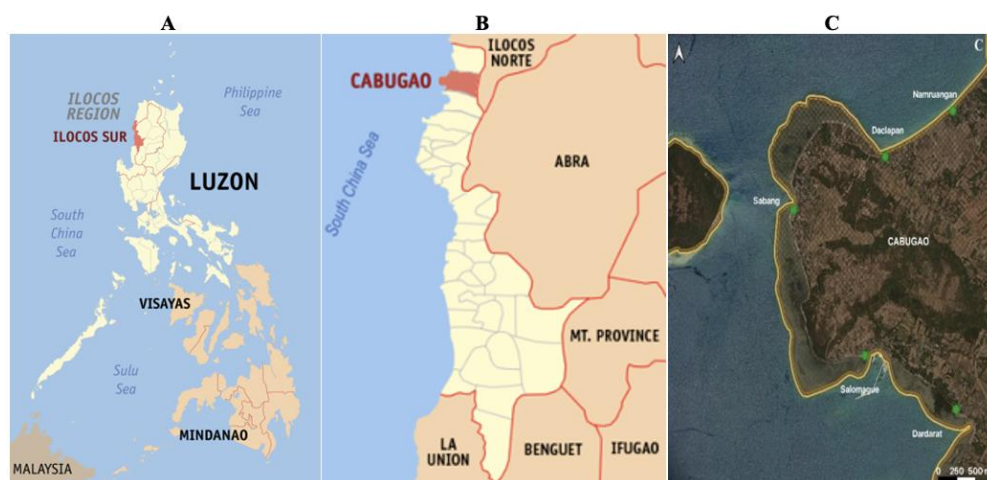 A
ILOCOS
REGION
ILOCOS SUR
Philippine
Sea
LUZON
South
China
Sea
VISAYAS
Sulu
Sea
MINDANAO
MALAYSIA
B
ILOCOS
NORTE
CABUGAO
South China Sea
ABRA
MT. PROVINCE
LA
UNION
BENGUET
IFUGAO
C
C
Namruangan
Daclapan
Sabang
CABUGAO
Salomague
Dardarat
0 250 500 m